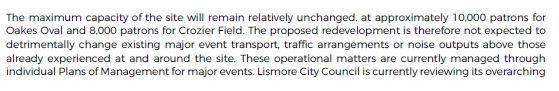 The maximum capacity of the site will remain relatively unchanged, at approximately 10,000 patrons for
Oakes Oval and 8,000 patrons for Crozier Field. The proposed redevelopment is therefore not expected to
detrimentally change existing major event transport, traffic arrangements or noise outputs above those
already experienced at and around the site. These operational matters are currently managed through
individual Plans of Management for major events. Lismore City Council is currently reviewing its overarching